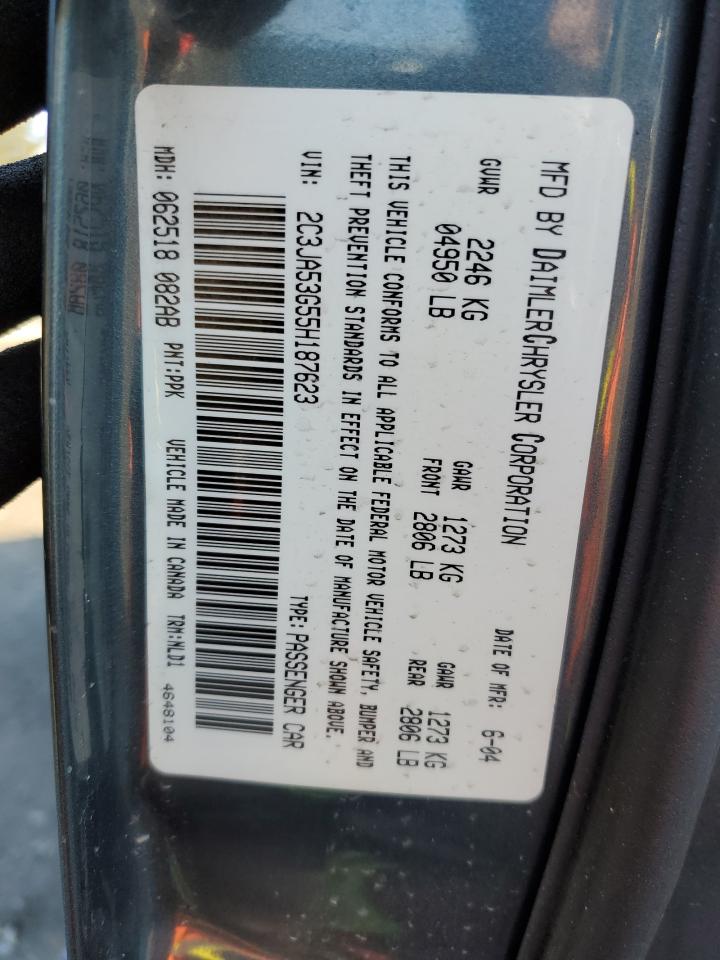 MFD BY DAIMLERCHRYSLER CORPORATION
DATE OF MFR: 6-04
GVWR 2246 KG
04950 LB
GAWR FRONT 1273 KG
2806 LB
GAWR REAR 1273 KG
2806 LB
THIS VEHICLE CONFORMS TO ALL APPLICABLE FEDERAL MOTOR VEHICLE SAFETY, BUMPER AND
THEFT PREVENTION STANDARDS IN EFFECT ON THE DATE OF MANUFACTURE SHOWN ABOVE.
VIN: 2C3JA53G55H187623
TYPE: PASSENGER CAR
MDH: 062518 082AB PNT:PPK VEHICLE MADE IN CANADA TRM:NLD1
4648104